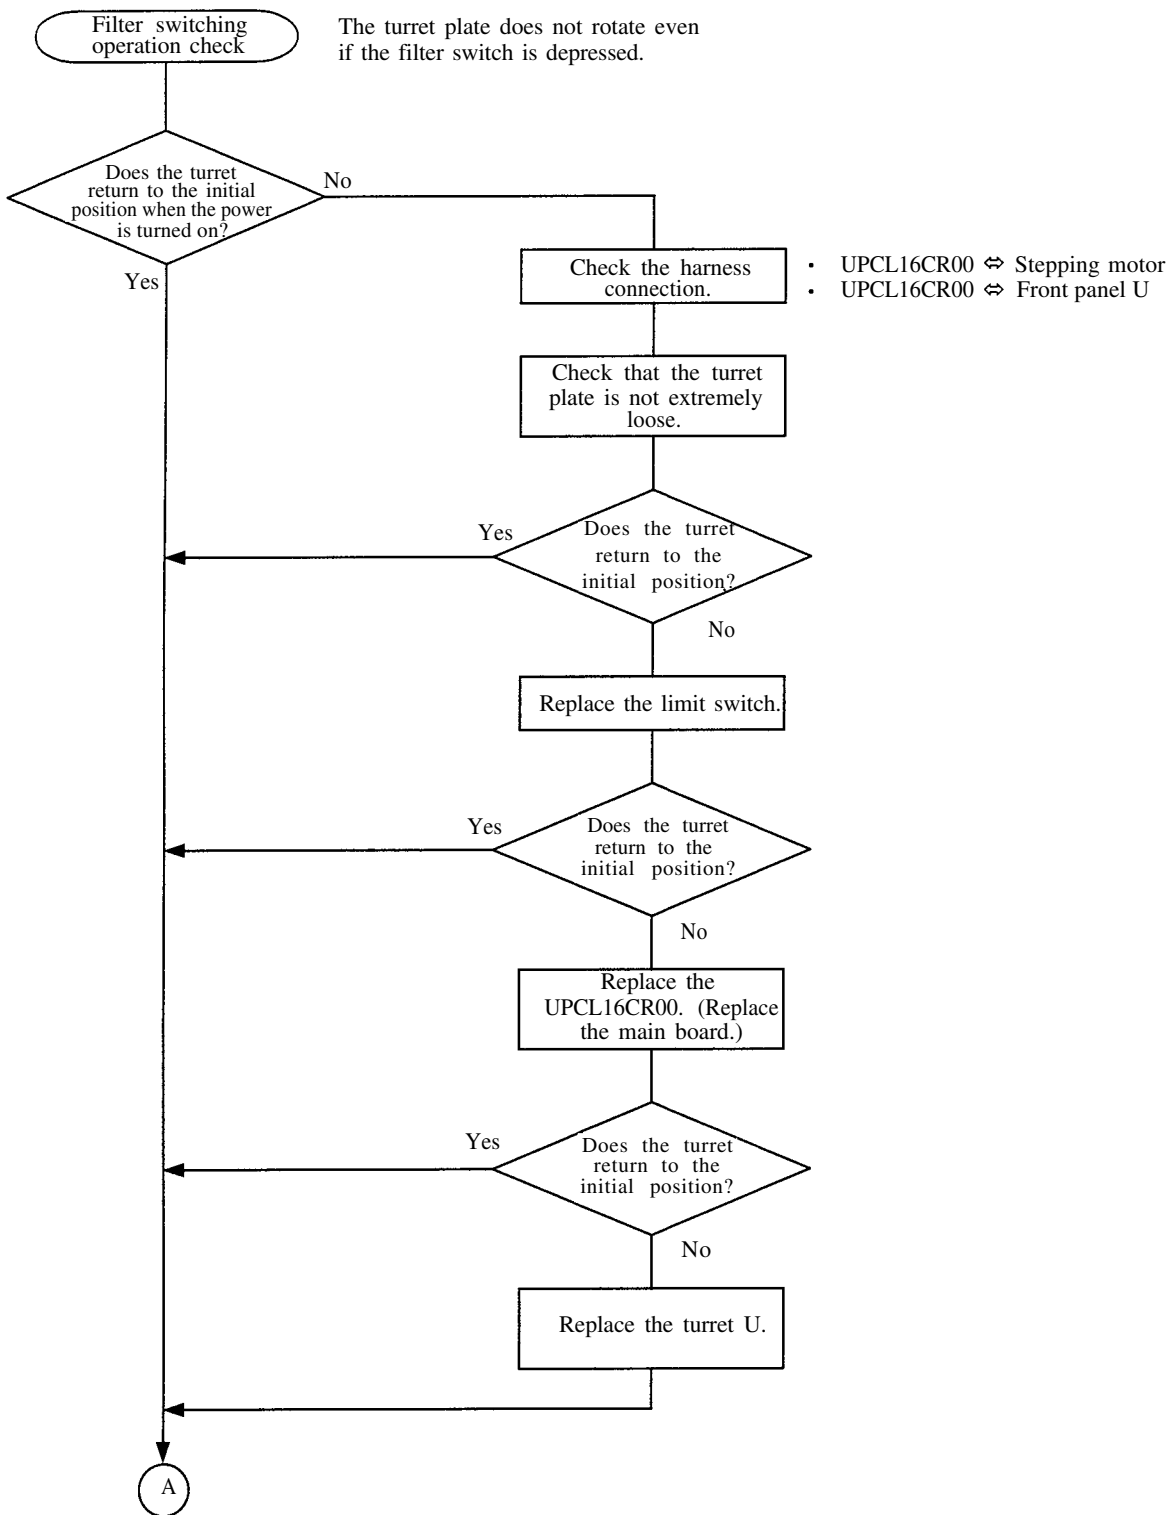 Filter switching
operation check
The turret plate does not rotate even
if the filter switch is depressed.
Does the turret
return to the initial
position when the power
is turned on?
No
Yes
Check the harness
connection.
· UPCL16CR00 ⇔ Stepping motor
· UPCL16CR00 ⇔ Front panel U
Check that the turret
plate is not extremely
loose.
Yes
Does the turret
return to the
initial position?
No
Replace the limit switch.
Yes
Does the turret
return to the
initial position?
No
Replace the
UPCL16CR00. (Replace
the main board.)
Yes
Does the turret
return to the
initial position?
No
Replace the turret U.
A